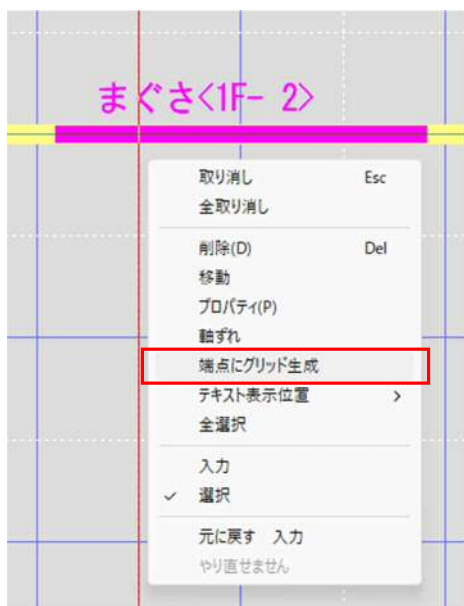 まぐさ<1F- 2>
取り消し Esc
全取り消し
削除(D) Del
移動
プロパティ(P)
軸ずれ
端点にグリッド生成
テキスト表示位置 >
全選択
入力
✓ 選択
元に戻す 入力
やり直せません